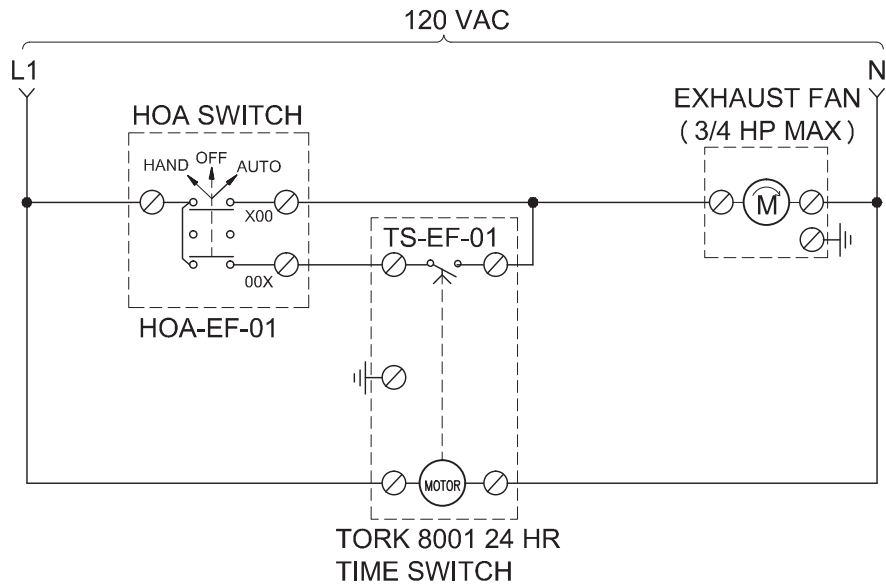 120 VAC
L1
N
HOA SWITCH
EXHAUST FAN
( 3/4 HP MAX )
HAND
OFF
AUTO
X00
M
TS-EF-01
00X
HOA-EF-01
MOTOR
TORK 8001 24 HR
TIME SWITCH